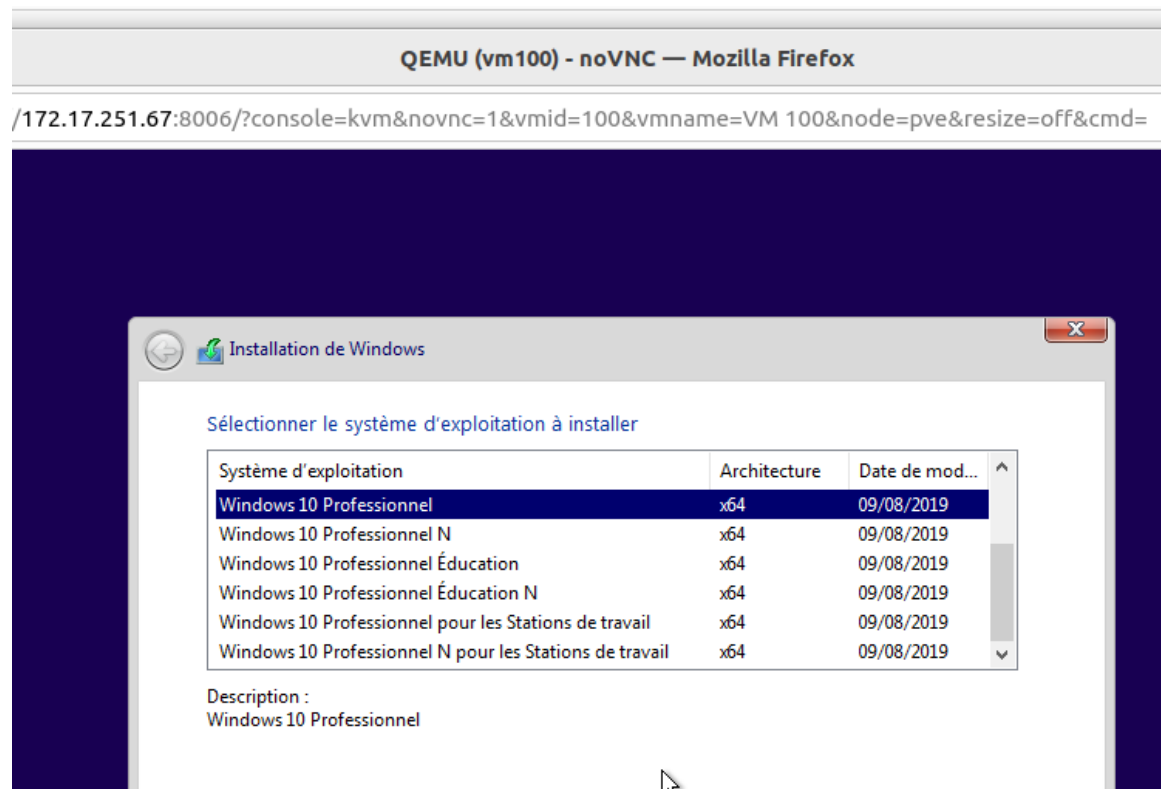 QEMU (vm100) - noVNC — Mozilla Firefox
/172.17.251.67:8006/?console=kvm&novnc=1&vmid=100&vmname=VM 100&node=pve&resize=off&cmd=
Installation de Windows
Sélectionner le système d'exploitation à installer
Système d'exploitation Architecture Date de mod...
Windows 10 Professionnel x64 09/08/2019
Windows 10 Professionnel N x64 09/08/2019
Windows 10 Professionnel Éducation x64 09/08/2019
Windows 10 Professionnel Éducation N x64 09/08/2019
Windows 10 Professionnel pour les Stations de travail x64 09/08/2019
Windows 10 Professionnel N pour les Stations de travail x64 09/08/2019
Description :
Windows 10 Professionnel